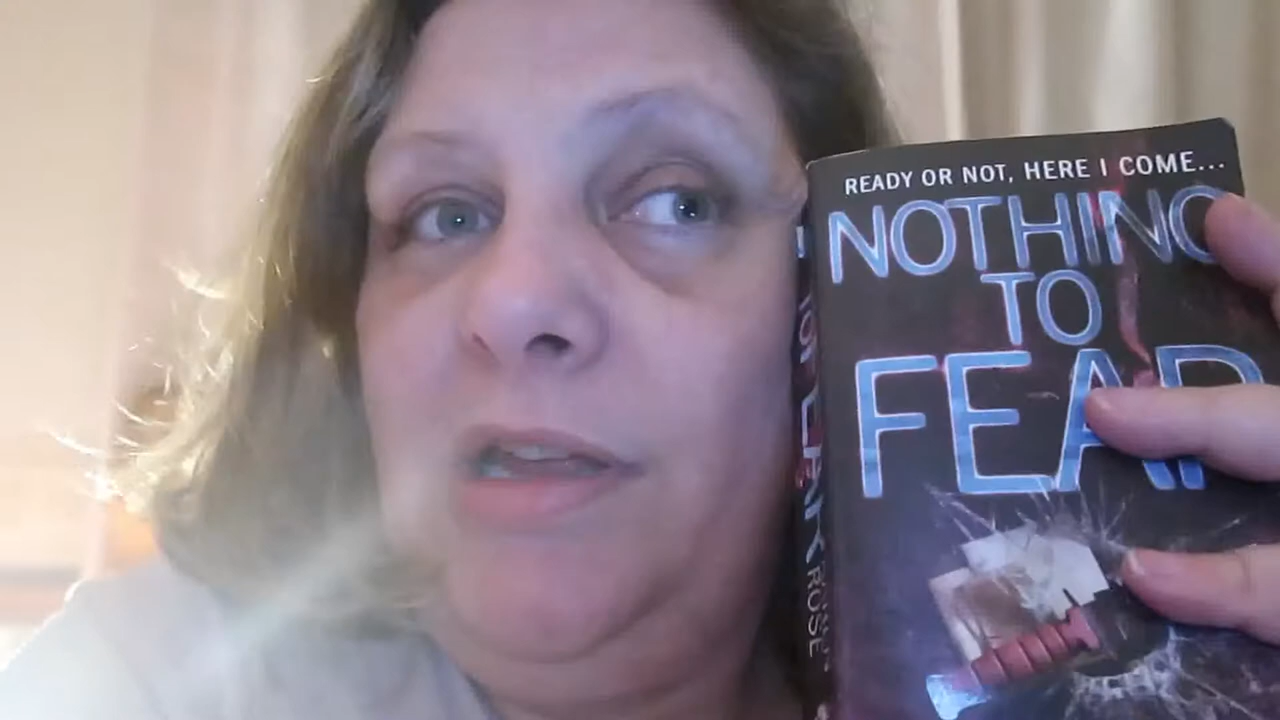 READY OR NOT, HERE I COME...
NOTHING
TO
FEAR
ROSE